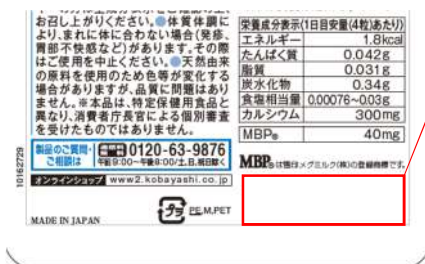 お召し上がりください。●体質体調に
より、まれに体に合わない場合(発疹、
胃部不快感など)があります。その際
はご使用を中止ください。●天然由来
の原料を使用のため色等が変化する
場合がありますが、品質に問題はあり
ません。※本品は、特定保健用食品と
異なり、消費者庁長官による個別審査
を受けたものではありません。
製品のご質問・
ご相談は
0120-63-9876
午前9:00〜午後5:00/土、日、祝日除く
オンラインショップ www2.kobayashi.co.jp
10162729
MADE IN JAPAN
プラ PE,M,PET
栄養成分表示(1日目安量(4粒)あたり)
エネルギー 1.8kcal
たんぱく質 0.042g
脂質 0.031g
炭水化物 0.34g
食塩相当量 0.00076~0.03g
カルシウム 300mg
MBP® 40mg
MBP®は雪印メグミルク(株)の登録商標です。